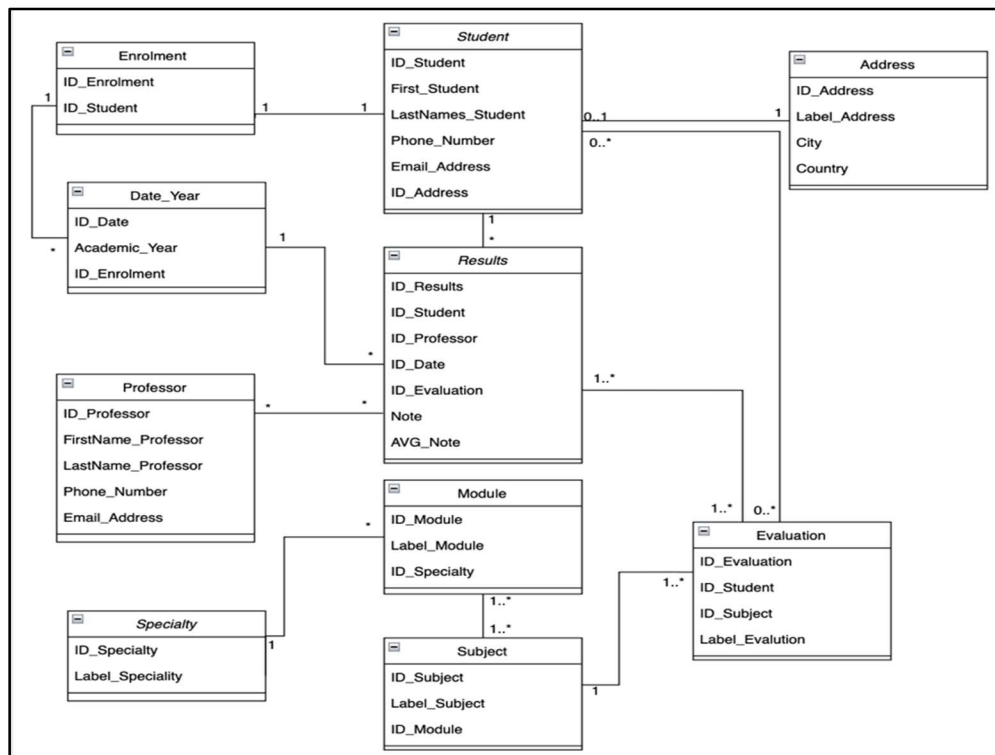 Enrolment
ID_Enrolment
ID_Student
1
1
1
Student
ID_Student
First_Student
LastNames_Student
Phone_Number
Email_Address
ID_Address
0..1
1
0..*
1
*
Address
ID_Address
Label_Address
City
Country
Date_Year
ID_Date
Academic_Year
ID_Enrolment
*
1
*
Results
ID_Results
ID_Student
ID_Professor
ID_Date
ID_Evaluation
Note
AVG_Note
1..*
Professor
ID_Professor
FirstName_Professor
LastName_Professor
Phone_Number
Email_Address
*
*
Module
ID_Module
Label_Module
ID_Specialty
*
1..*
1..*
1..*
0..*
Evaluation
ID_Evaluation
ID_Student
ID_Subject
Label_Evalution
1..*
Specialty
ID_Specialty
Label_Speciality
1
Subject
ID_Subject
Label_Subject
ID_Module
1